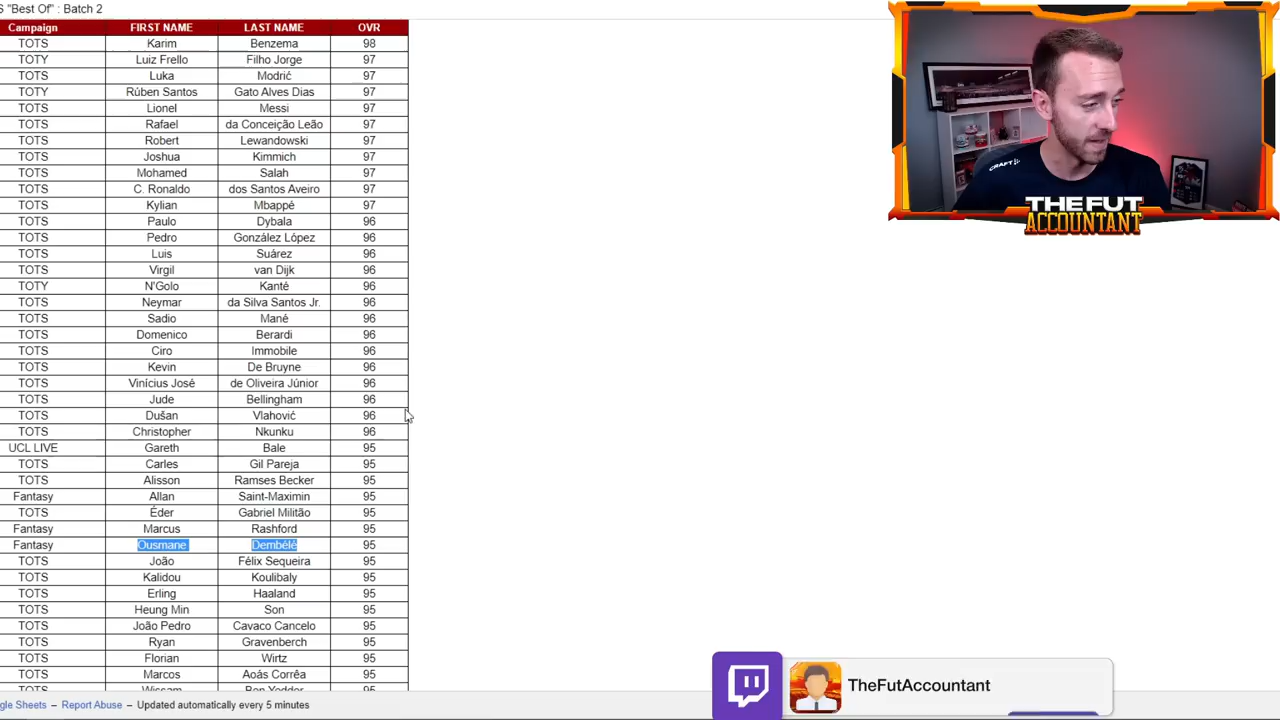 S "Best Of" : Batch 2
Campaign FIRST NAME LAST NAME OVR
TOTS Karim Benzema 98
TOTY Luiz Frello Filho Jorge 97
TOTS Luka Modrić 97
TOTY Rúben Santos Gato Alves Dias 97
TOTS Lionel Messi 97
TOTS Rafael da Conceição Leão 97
TOTS Robert Lewandowski 97
TOTS Joshua Kimmich 97
TOTS Mohamed Salah 97
TOTS C. Ronaldo dos Santos Aveiro 97
TOTS Kylian Mbappé 97
TOTS Paulo Dybala 96
TOTS Pedro González López 96
TOTS Luis Suárez 96
TOTS Virgil van Dijk 96
TOTY N'Golo Kanté 96
TOTS Neymar da Silva Santos Jr. 96
TOTS Sadio Mané 96
TOTS Domenico Berardi 96
TOTS Ciro Immobile 96
TOTS Kevin De Bruyne 96
TOTS Vinícius José de Oliveira Júnior 96
TOTS Jude Bellingham 96
TOTS Dušan Vlahović 96
TOTS Christopher Nkunku 96
UCL LIVE Gareth Bale 95
TOTS Carles Gil Pareja 95
TOTS Alisson Ramses Becker 95
Fantasy Allan Saint-Maximin 95
TOTS Éder Gabriel Militão 95
Fantasy Marcus Rashford 95
Fantasy Ousmane Dembélé 95
TOTS João Félix Sequeira 95
TOTS Kalidou Koulibaly 95
TOTS Erling Haaland 95
TOTS Heung Min Son 95
TOTS João Pedro Cavaco Cancelo 95
TOTS Ryan Gravenberch 95
TOTS Florian Wirtz 95
TOTS Marcos Aoás Corrêa 95
TOTS Wissam Ben Yedder 95
gle Sheets – Report Abuse – Updated automatically every 5 minutes
CRAFT
THE FUT
ACCOUNTANT
TheFutAccountant